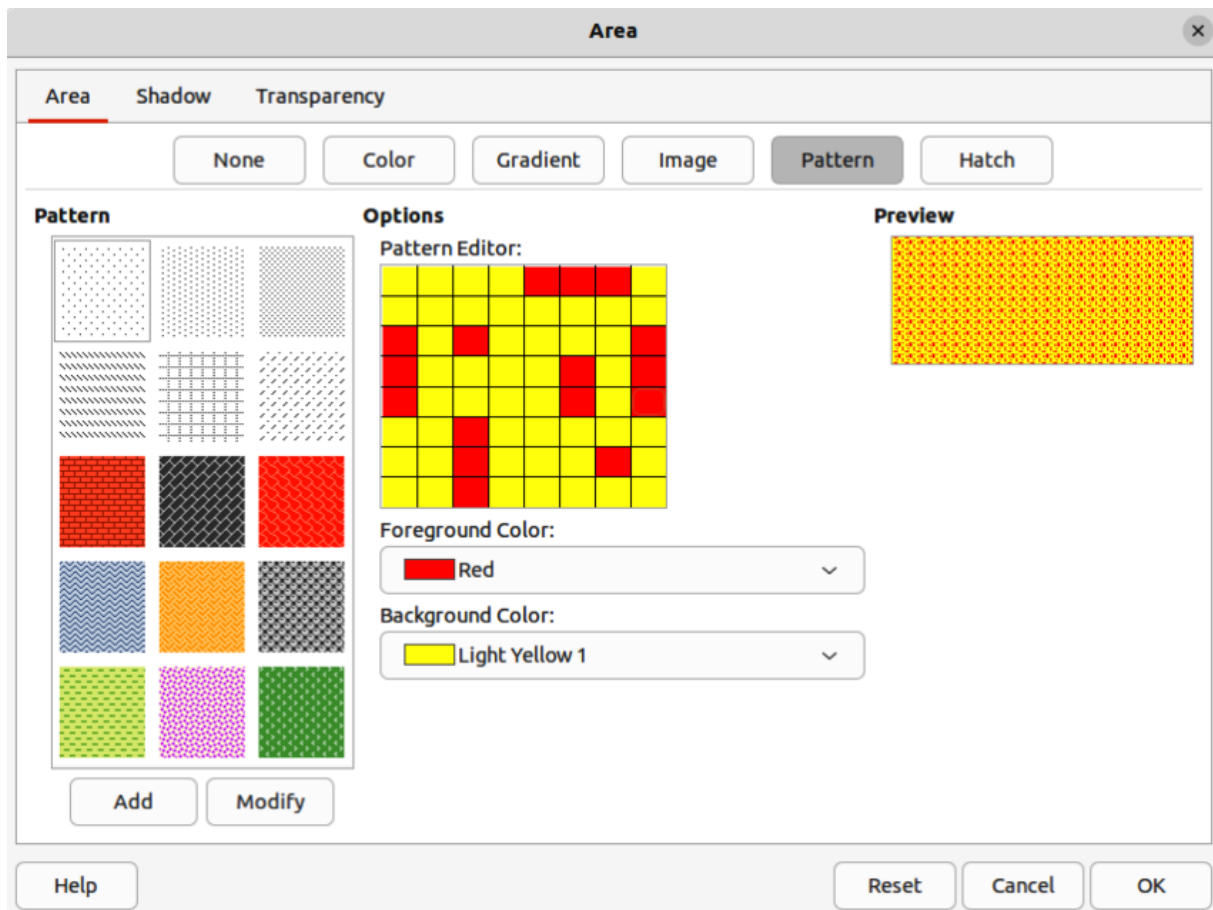 Area
Area Shadow Transparency
None Color Gradient Image Pattern Hatch
Pattern Options Preview
Pattern Editor:
Foreground Color:
Red
Background Color:
Light Yellow 1
Add Modify
Help Reset Cancel OK